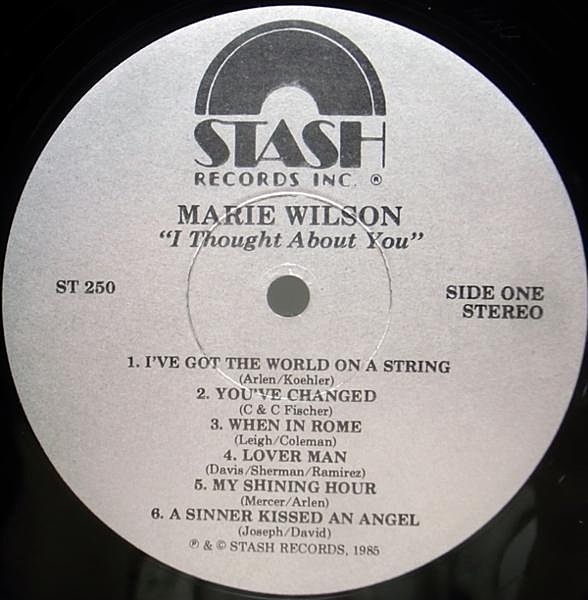 STASH
RECORDS INC. ®
MARIE WILSON
"I Thought About You"
ST 250
SIDE ONE
STEREO
1. I'VE GOT THE WORLD ON A STRING
(Arlen/Koehler)
2. YOU'VE CHANGED
(C & C Fischer)
3. WHEN IN ROME
(Leigh/Coleman)
4. LOVER MAN
(Davis/Sherman/Ramirez)
5. MY SHINING HOUR
(Mercer/Arlen)
6. A SINNER KISSED AN ANGEL
(Joseph/David)
℗ & © STASH RECORDS, 1985